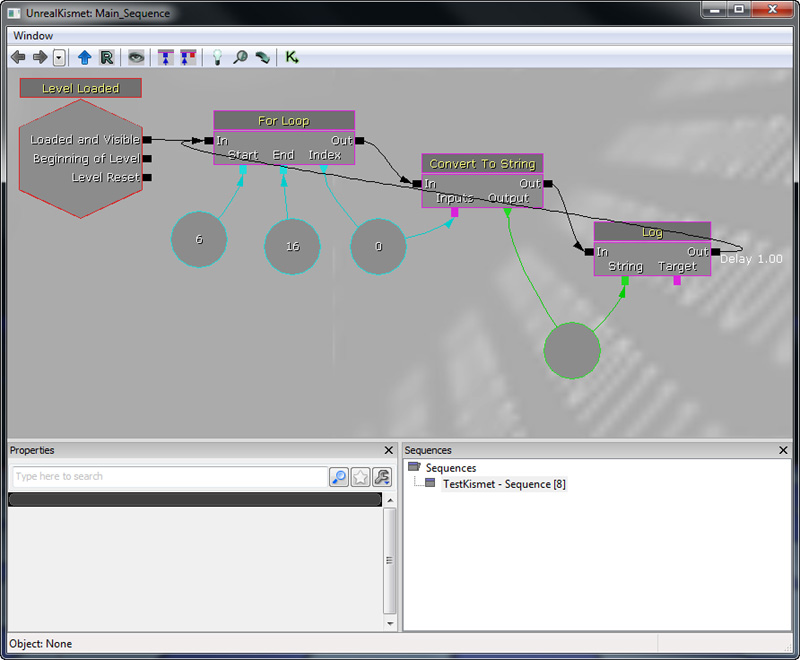 UnrealKismet: Main_Sequence
Window
R
K
Level Loaded
Loaded and Visible
Beginning of Level
Level Reset
For Loop
In Out
Start End Index
Convert To String
In Out
Inputs Output
Log
In Out
String Target
Delay 1.00
6
16
0
Properties
Type here to search
Sequences
Sequences
TestKismet - Sequence [8]
Object: None